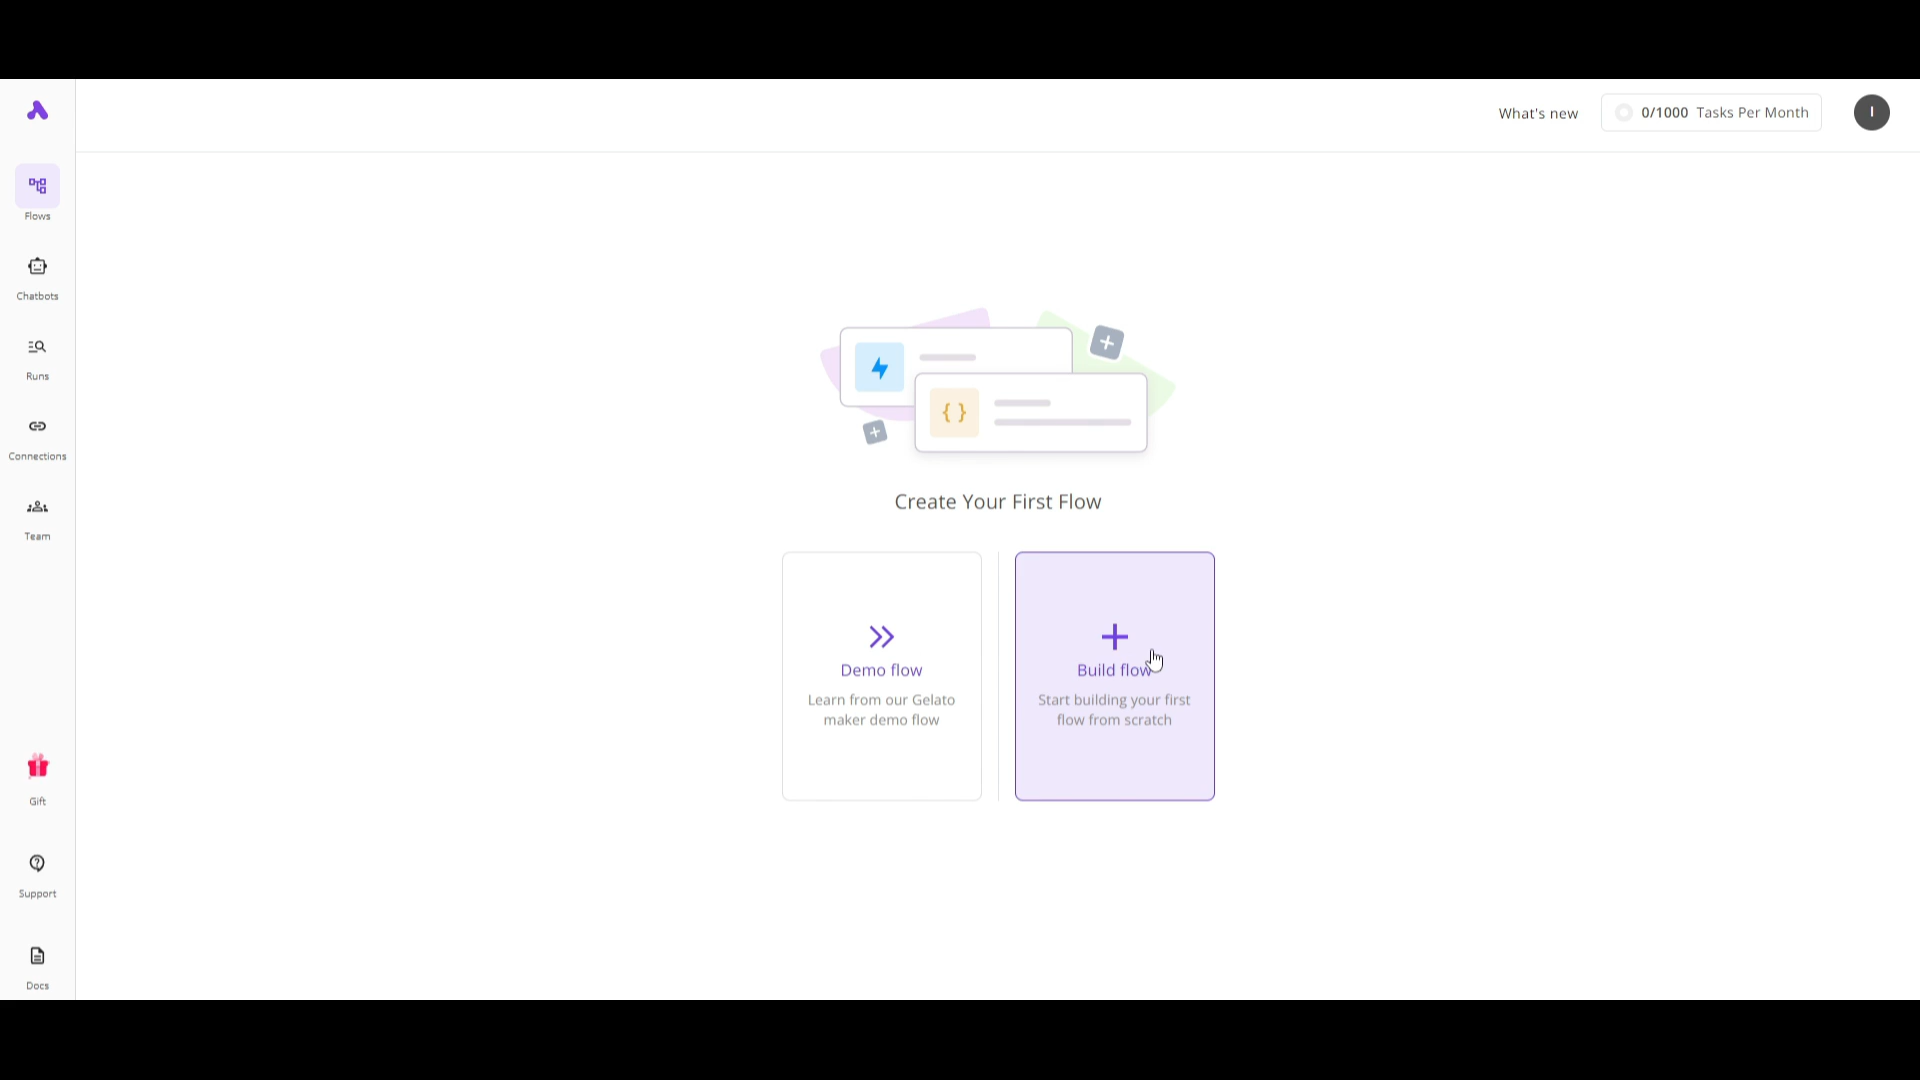 What's new
0/1000 Tasks Per Month
I
Flows
Chatbots
Runs
Connections
Team
Gift
Support
Docs
{ }
Create Your First Flow
Demo flow
Learn from our Gelato
maker demo flow
Build flow
Start building your first
flow from scratch